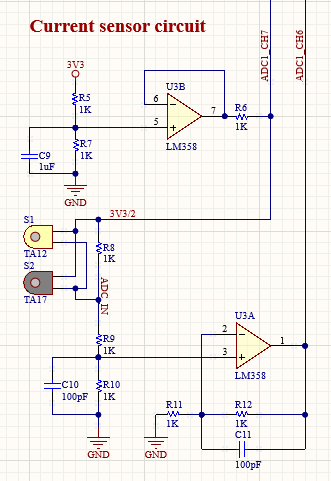 Current sensor circuit
ADC1_CH7
ADC1_CH6
3V3
R5
1K
U3B
6
5
7
LM358
R6
1K
R7
1K
C9
1uF
GND
3V3/2
S1
TA12
S2
TA17
R8
1K
ADC_IN
R9
1K
U3A
2
3
1
LM358
C10
100pF
R10
1K
R11
1K
R12
1K
C11
100pF
GND
GND